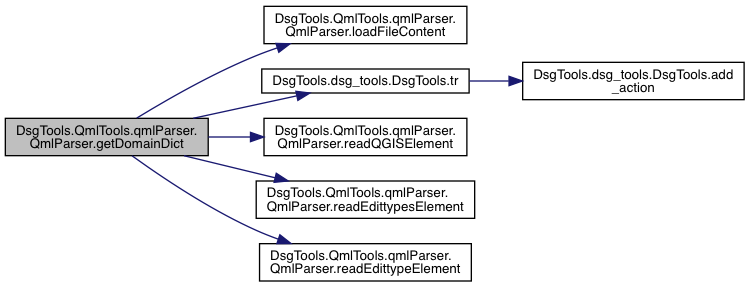 DsgTools.QmlTools.qmlParser.
QmlParser.loadFileContent
DsgTools.dsg_tools.DsgTools.tr
DsgTools.dsg_tools.DsgTools.add
_action
DsgTools.QmlTools.qmlParser.
QmlParser.getDomainDict
DsgTools.QmlTools.qmlParser.
QmlParser.readQGISElement
DsgTools.QmlTools.qmlParser.
QmlParser.readEdittypesElement
DsgTools.QmlTools.qmlParser.
QmlParser.readEdittypeElement